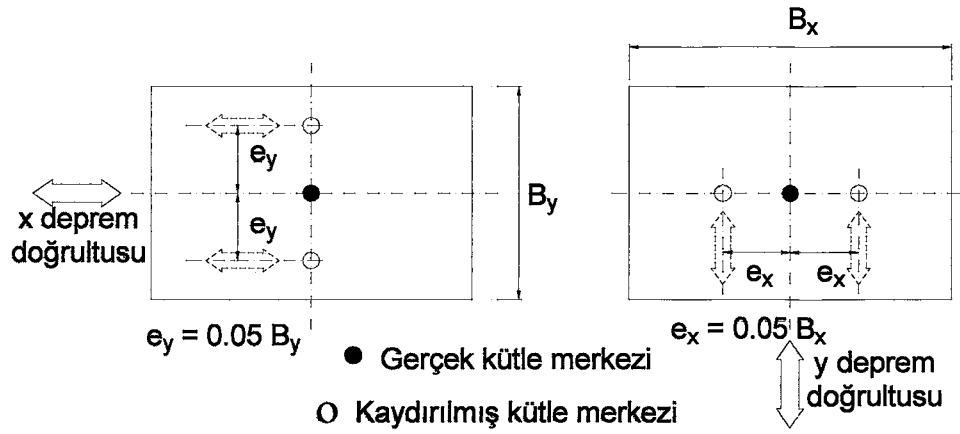 B_x
e_y
B_y
x deprem
doğrultusu
e_y
e_x
e_x
e_y = 0.05 B_y
e_x = 0.05 B_x
Gerçek kütle merkezi
y deprem
doğrultusu
Kaydırılmış kütle merkezi